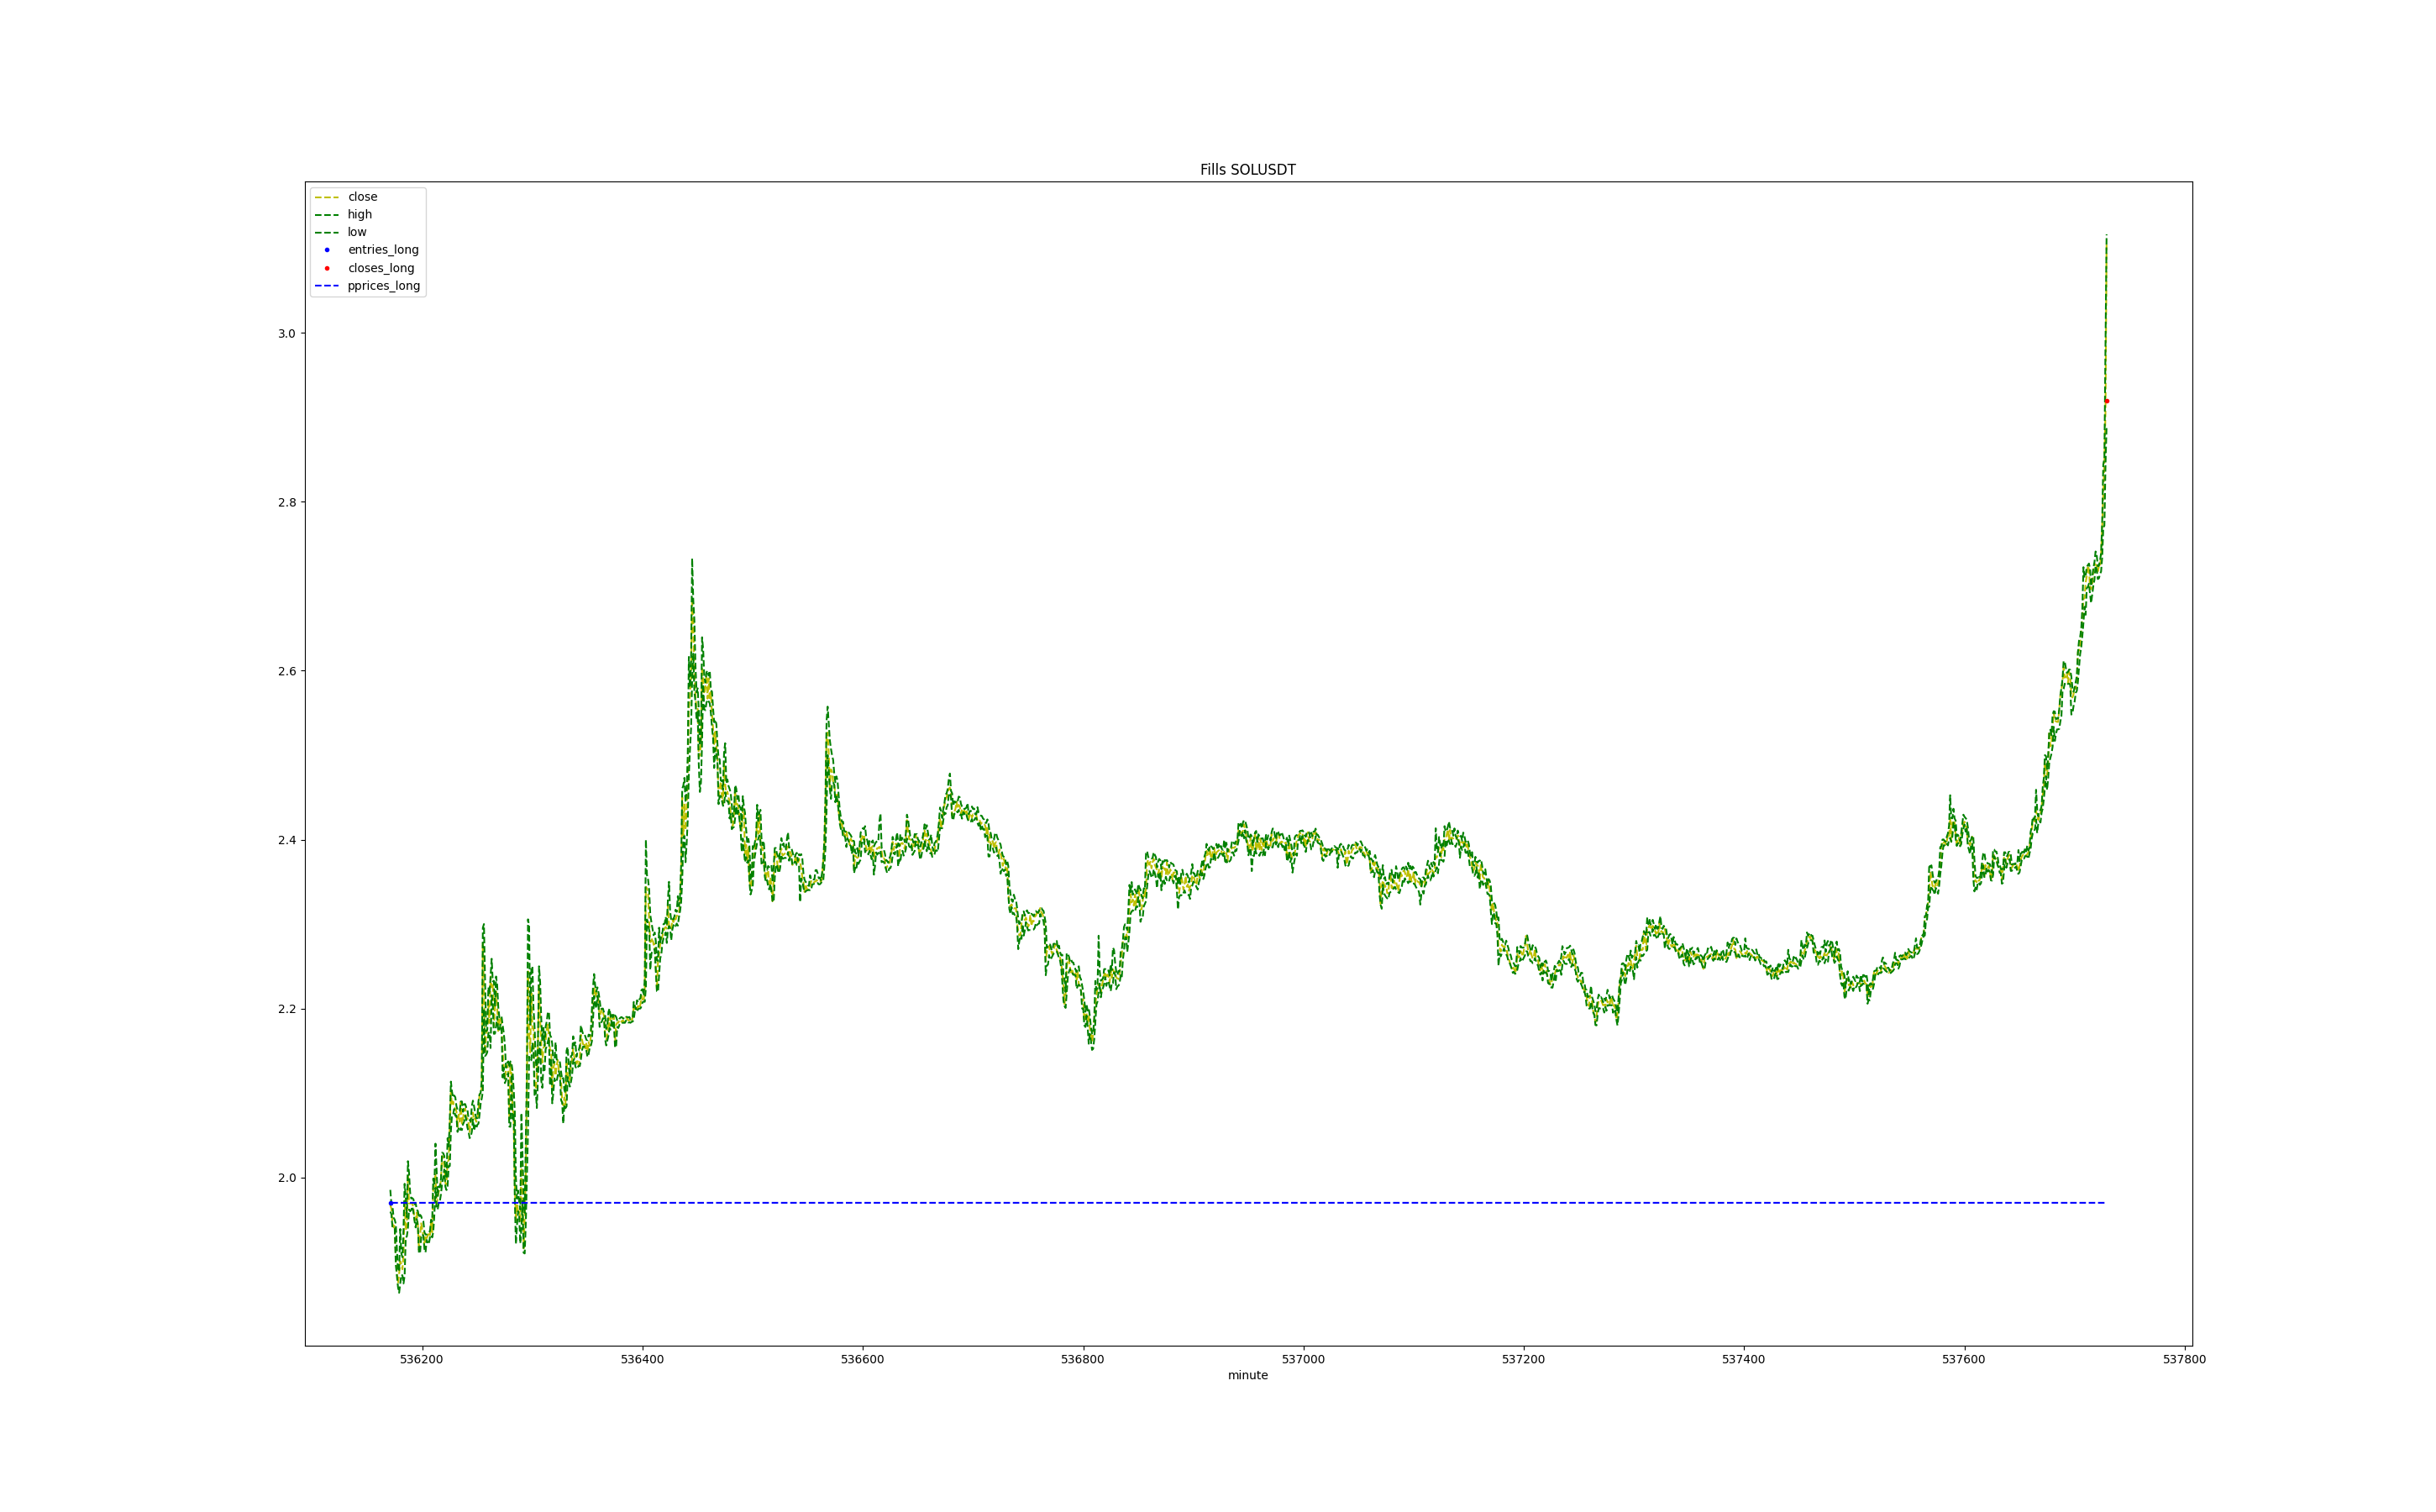 Fills SOLUSDT
close
high
low
entries_long
closes_long
pprices_long
3.0
2.8
2.6
2.4
2.2
2.0
536200 536400 536600 536800 537000 537200 537400 537600 537800
minute